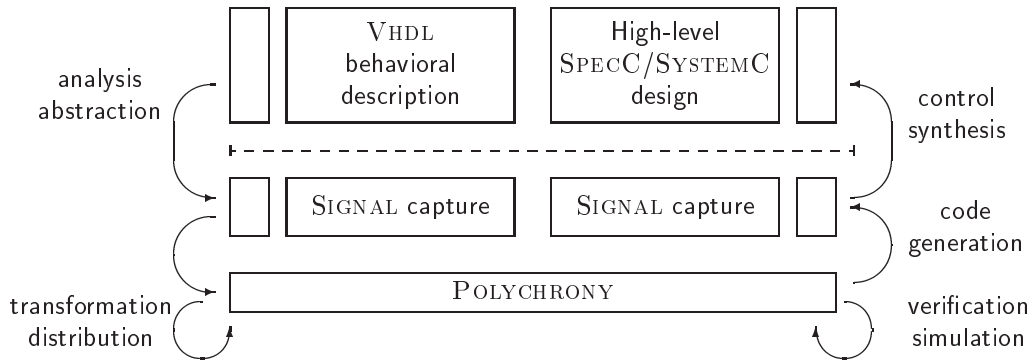 VHDL
behavioral
description
High-level
SPECC/SYSTEMC
design
analysis
abstraction
control
synthesis
SIGNAL capture
SIGNAL capture
code
generation
POLYCHRONY
transformation
distribution
verification
simulation